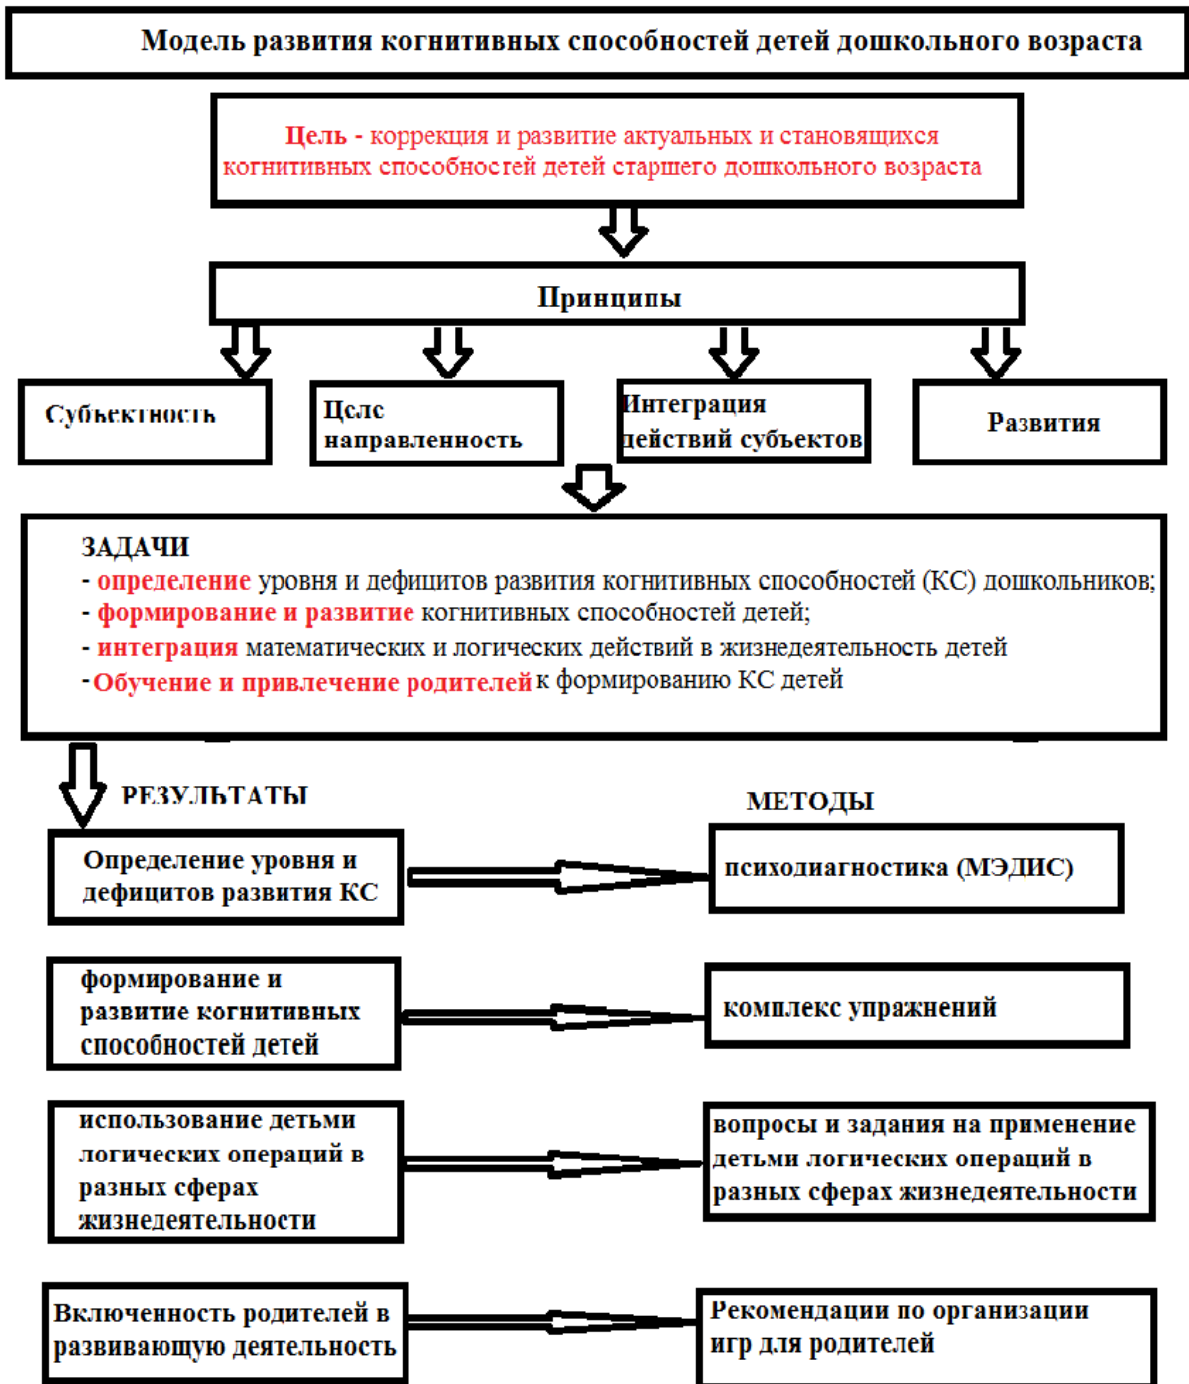 Модель развития когнитивных способностей детей дошкольного возраста
Цель - коррекция и развитие актуальных и становящихся
когнитивных способностей детей старшего дошкольного возраста
Принципы
Субъектность
Целе
направленность
Интеграция
действий субъектов
Развития
ЗАДАЧИ
- определение уровня и дефицитов развития когнитивных способностей (КС) дошкольников;
- формирование и развитие когнитивных способностей детей;
- интеграция математических и логических действий в жизнедеятельность детей
-Обучение и привлечение родителей к формированию КС детей
РЕЗУЛЬТАТЫ
МЕТОДЫ
Определение уровня и
дефицитов развития КС
психодиагностика (МЭДИС)
формирование и
развитие когнитивных
способностей детей
комплекс упражнений
использование детьми
логических операций в
разных сферах
жизнедеятельности
вопросы и задания на применение
детьми логических операций в
разных сферах жизнедеятельности
Включенность родителей в
развивающую деятельность
Рекомендации по организации
игр для родителей